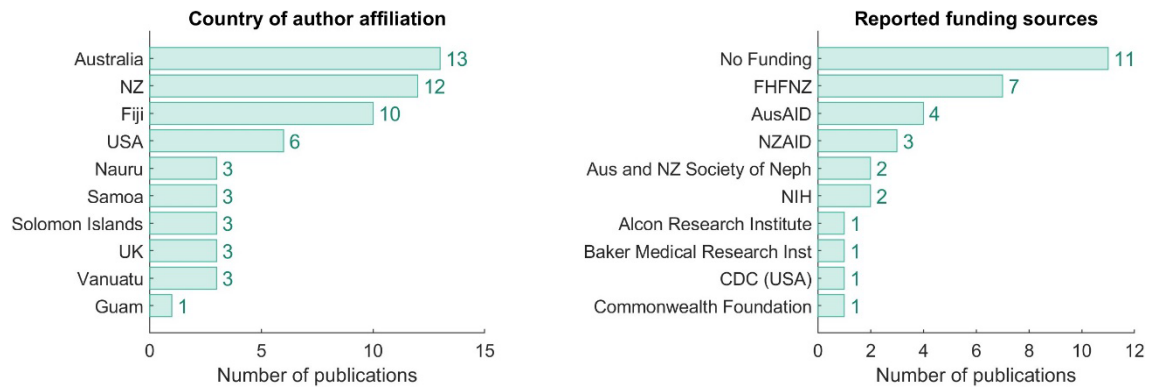 Country of author affiliation
Australia 13
NZ 12
Fiji 10
USA 6
Nauru 3
Samoa 3
Solomon Islands 3
UK 3
Vanuatu 3
Guam 1
0 5 10 15
Number of publications
Reported funding sources
No Funding 11
FHFNZ 7
AusAID 4
NZAID 3
Aus and NZ Society of Neph 2
NIH 2
Alcon Research Institute 1
Baker Medical Research Inst 1
CDC (USA) 1
Commonwealth Foundation 1
0 2 4 6 8 10 12
Number of publications